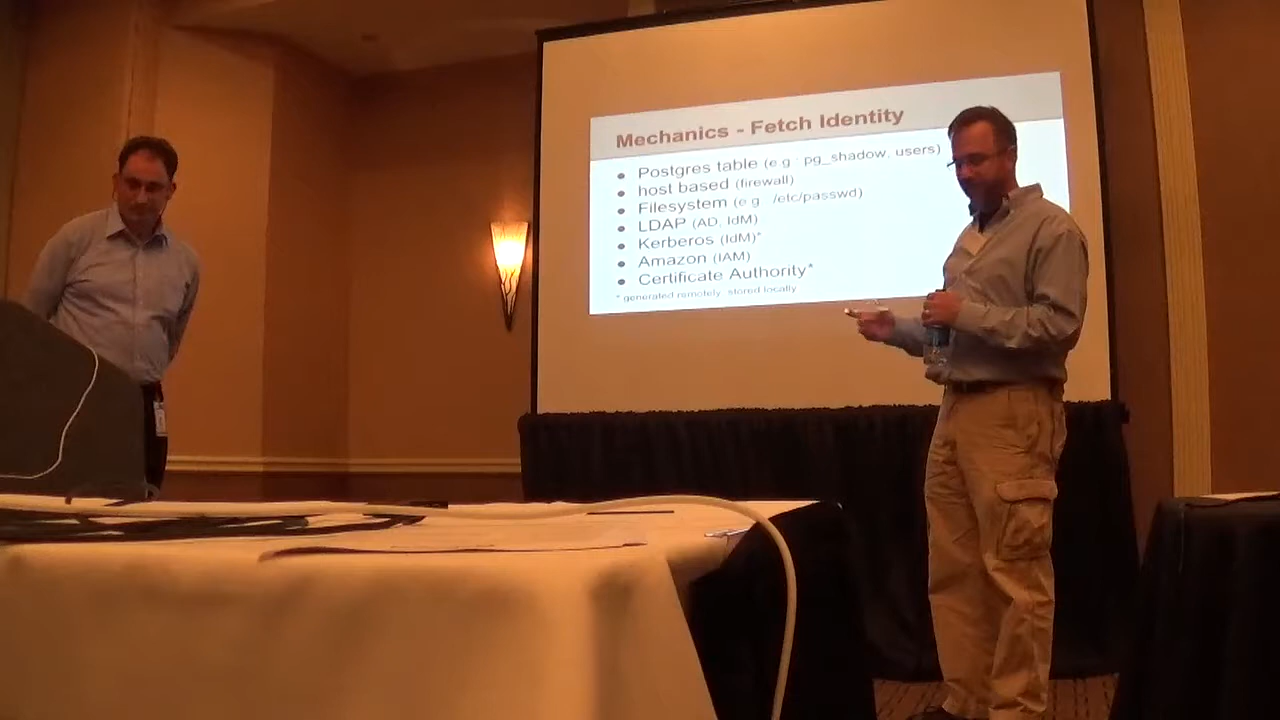 Mechanics - Fetch Identity
● Postgres table (e.g.: pg_shadow, users)
● host based (firewall)
● Filesystem (e.g. /etc/passwd)
● LDAP (AD, IdM)
● Kerberos (IdM)*
● Amazon (IAM)
● Certificate Authority*
* generated remotely, stored locally